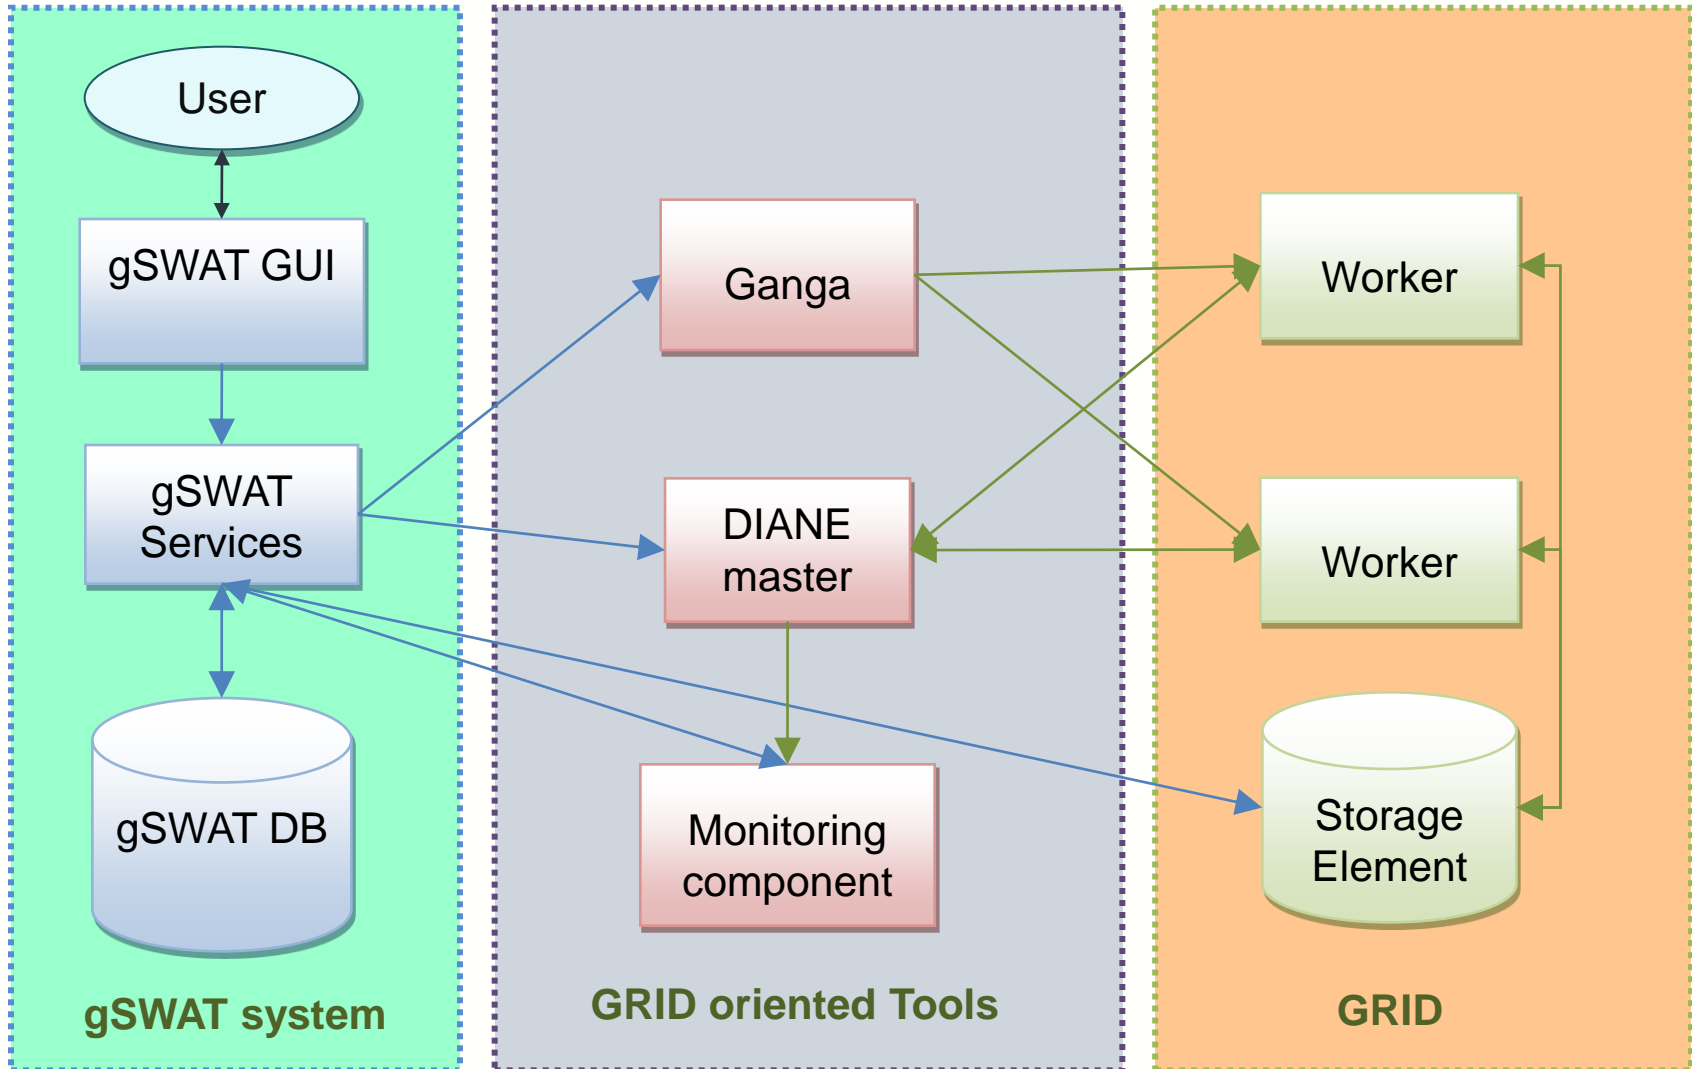 User
gSWAT GUI
gSWAT
Services
gSWAT DB
gSWAT system
Ganga
DIANE
master
Monitoring
component
GRID oriented Tools
Worker
Worker
Storage
Element
GRID